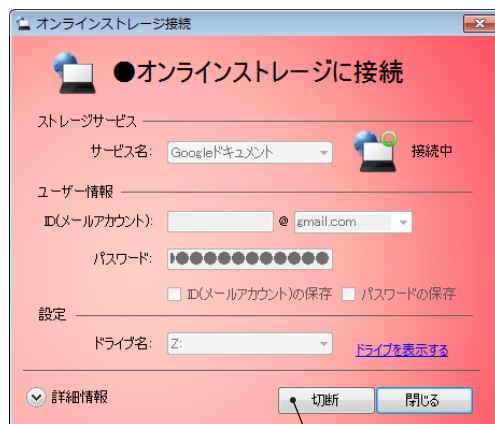 オンラインストレージ接続
●オンラインストレージに接続
ストレージサービス
サービス名: Googleドキュメント 接続中
ユーザー情報
ID(メールアカウント): @ gmail.com
パスワード: ●●●●●●●●●●●
ID(メールアカウント)の保存 パスワードの保存
設定
ドライブ名: Z: ドライブを表示する
詳細情報 切断 閉じる